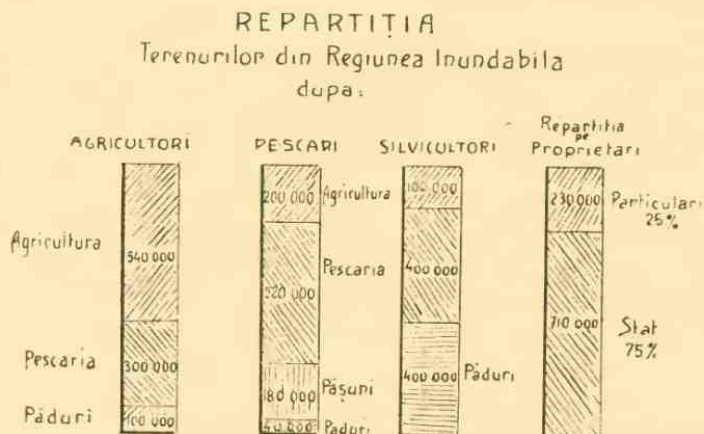 REPARTIȚIA
Terenurilor din Regiunea Inundabila
dupa:
AGRICULTORI
PESCARI
SILVICULTORI
Repartitia
pe
Proprietari
Agricultura
540 000
Pescaria
300 000
Păduri
100 000
200 000
Agricultura
520 000
Pescaria
180 000
Pășuni
40 000
Paduri
100 000
400 000
400 000
Păduri
230 000
Particulari
25%
710 000
Stat
75%